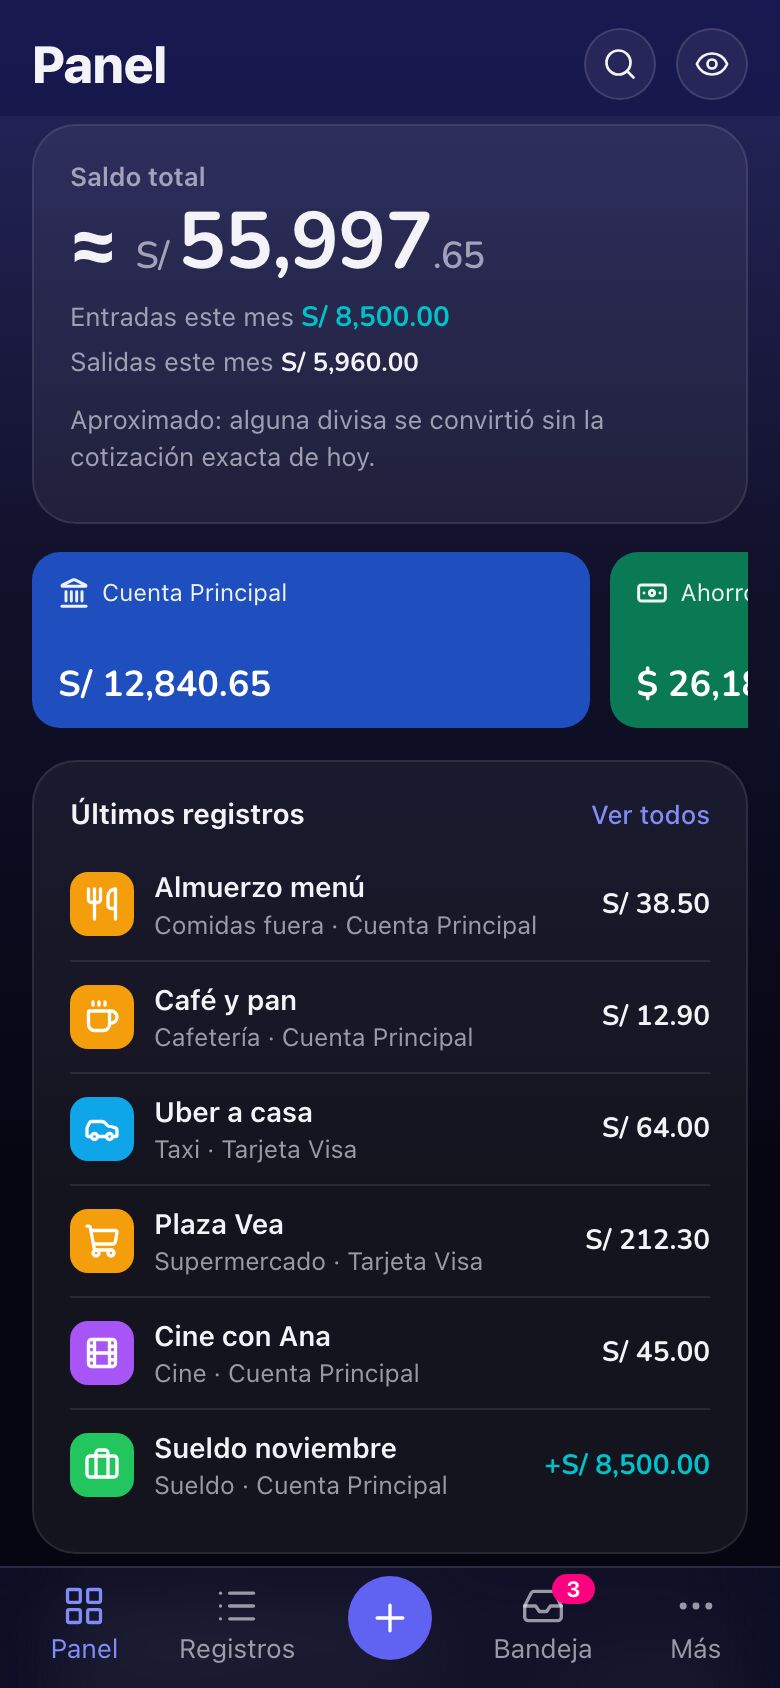 Panel
Saldo total
≈ S/ 55,997.65
Entradas este mes S/ 8,500.00
Salidas este mes S/ 5,960.00
Aproximado: alguna divisa se convirtió sin la
cotización exacta de hoy.
Cuenta Principal
S/ 12,840.65
Ahorro
$ 26,18
Últimos registros
Ver todos
Almuerzo menú
Comidas fuera · Cuenta Principal
S/ 38.50
Café y pan
Cafetería · Cuenta Principal
S/ 12.90
Uber a casa
Taxi · Tarjeta Visa
S/ 64.00
Plaza Vea
Supermercado · Tarjeta Visa
S/ 212.30
Cine con Ana
Cine · Cuenta Principal
S/ 45.00
Sueldo noviembre
Sueldo · Cuenta Principal
+S/ 8,500.00
3
Panel
Registros
Bandeja
Más